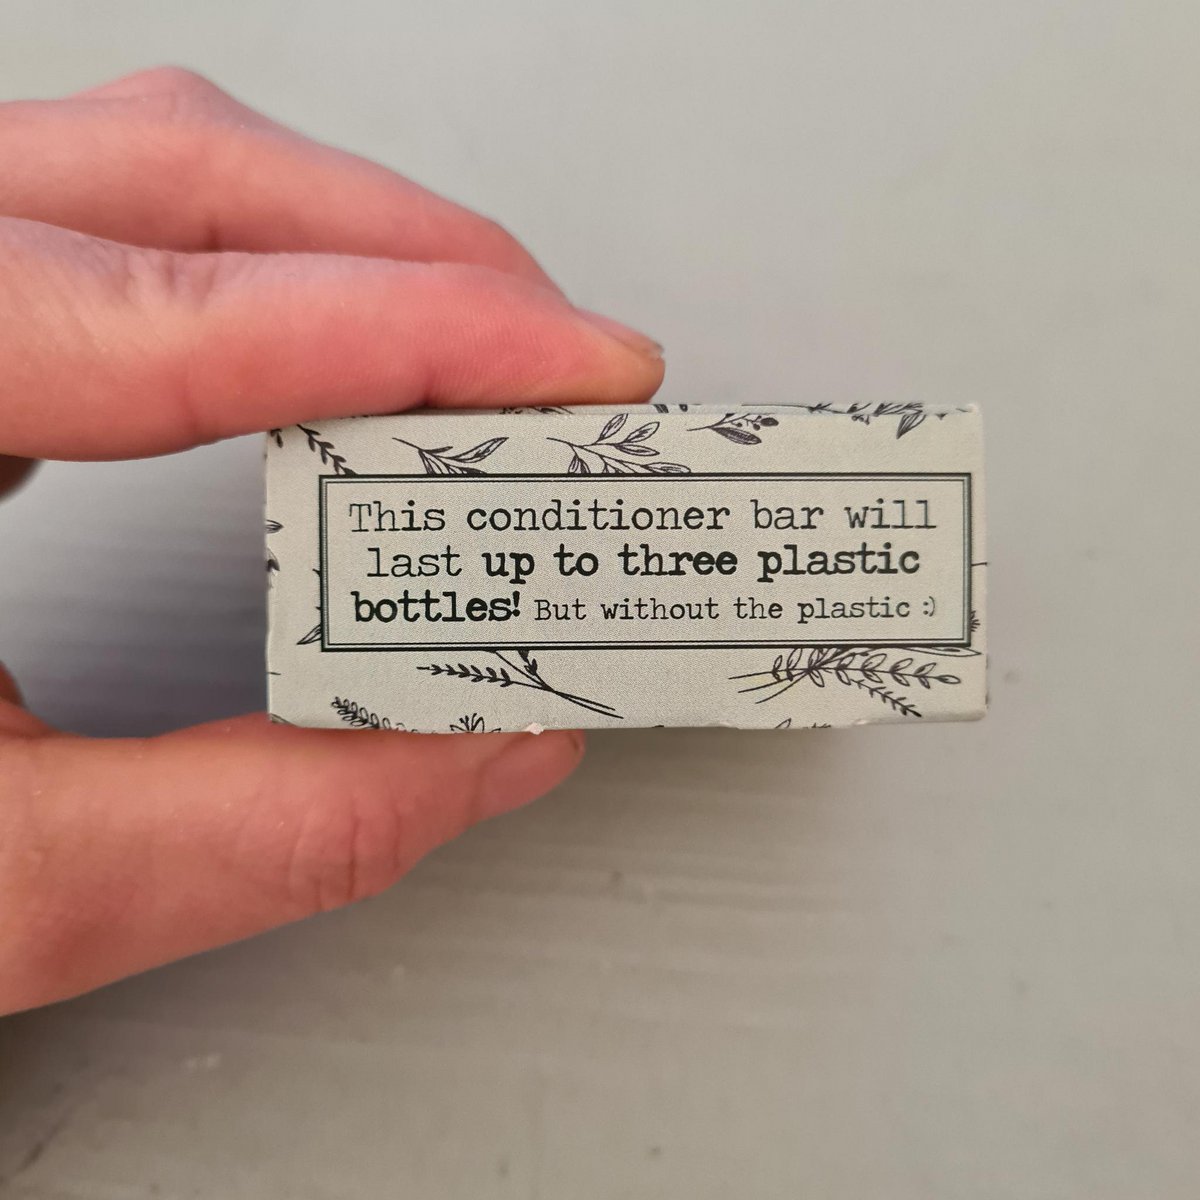 This conditioner bar will
last up to three plastic
bottles! But without the plastic :)